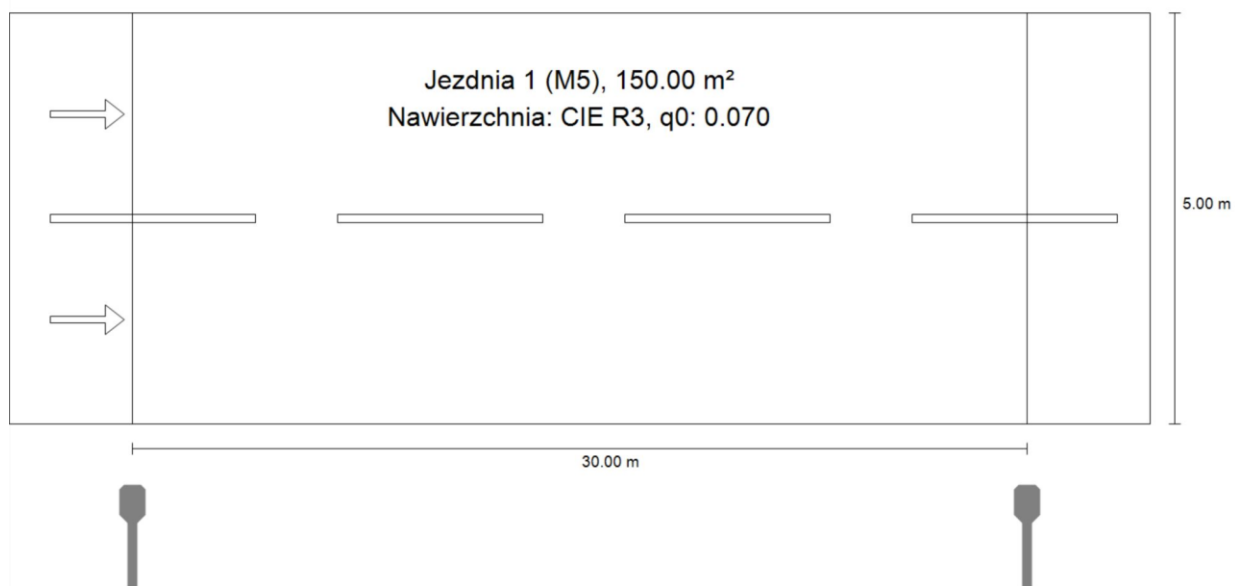 Jezdnia 1 (M5), 150.00 m²
Nawierzchnia: CIE R3, q0: 0.070
5.00 m
30.00 m